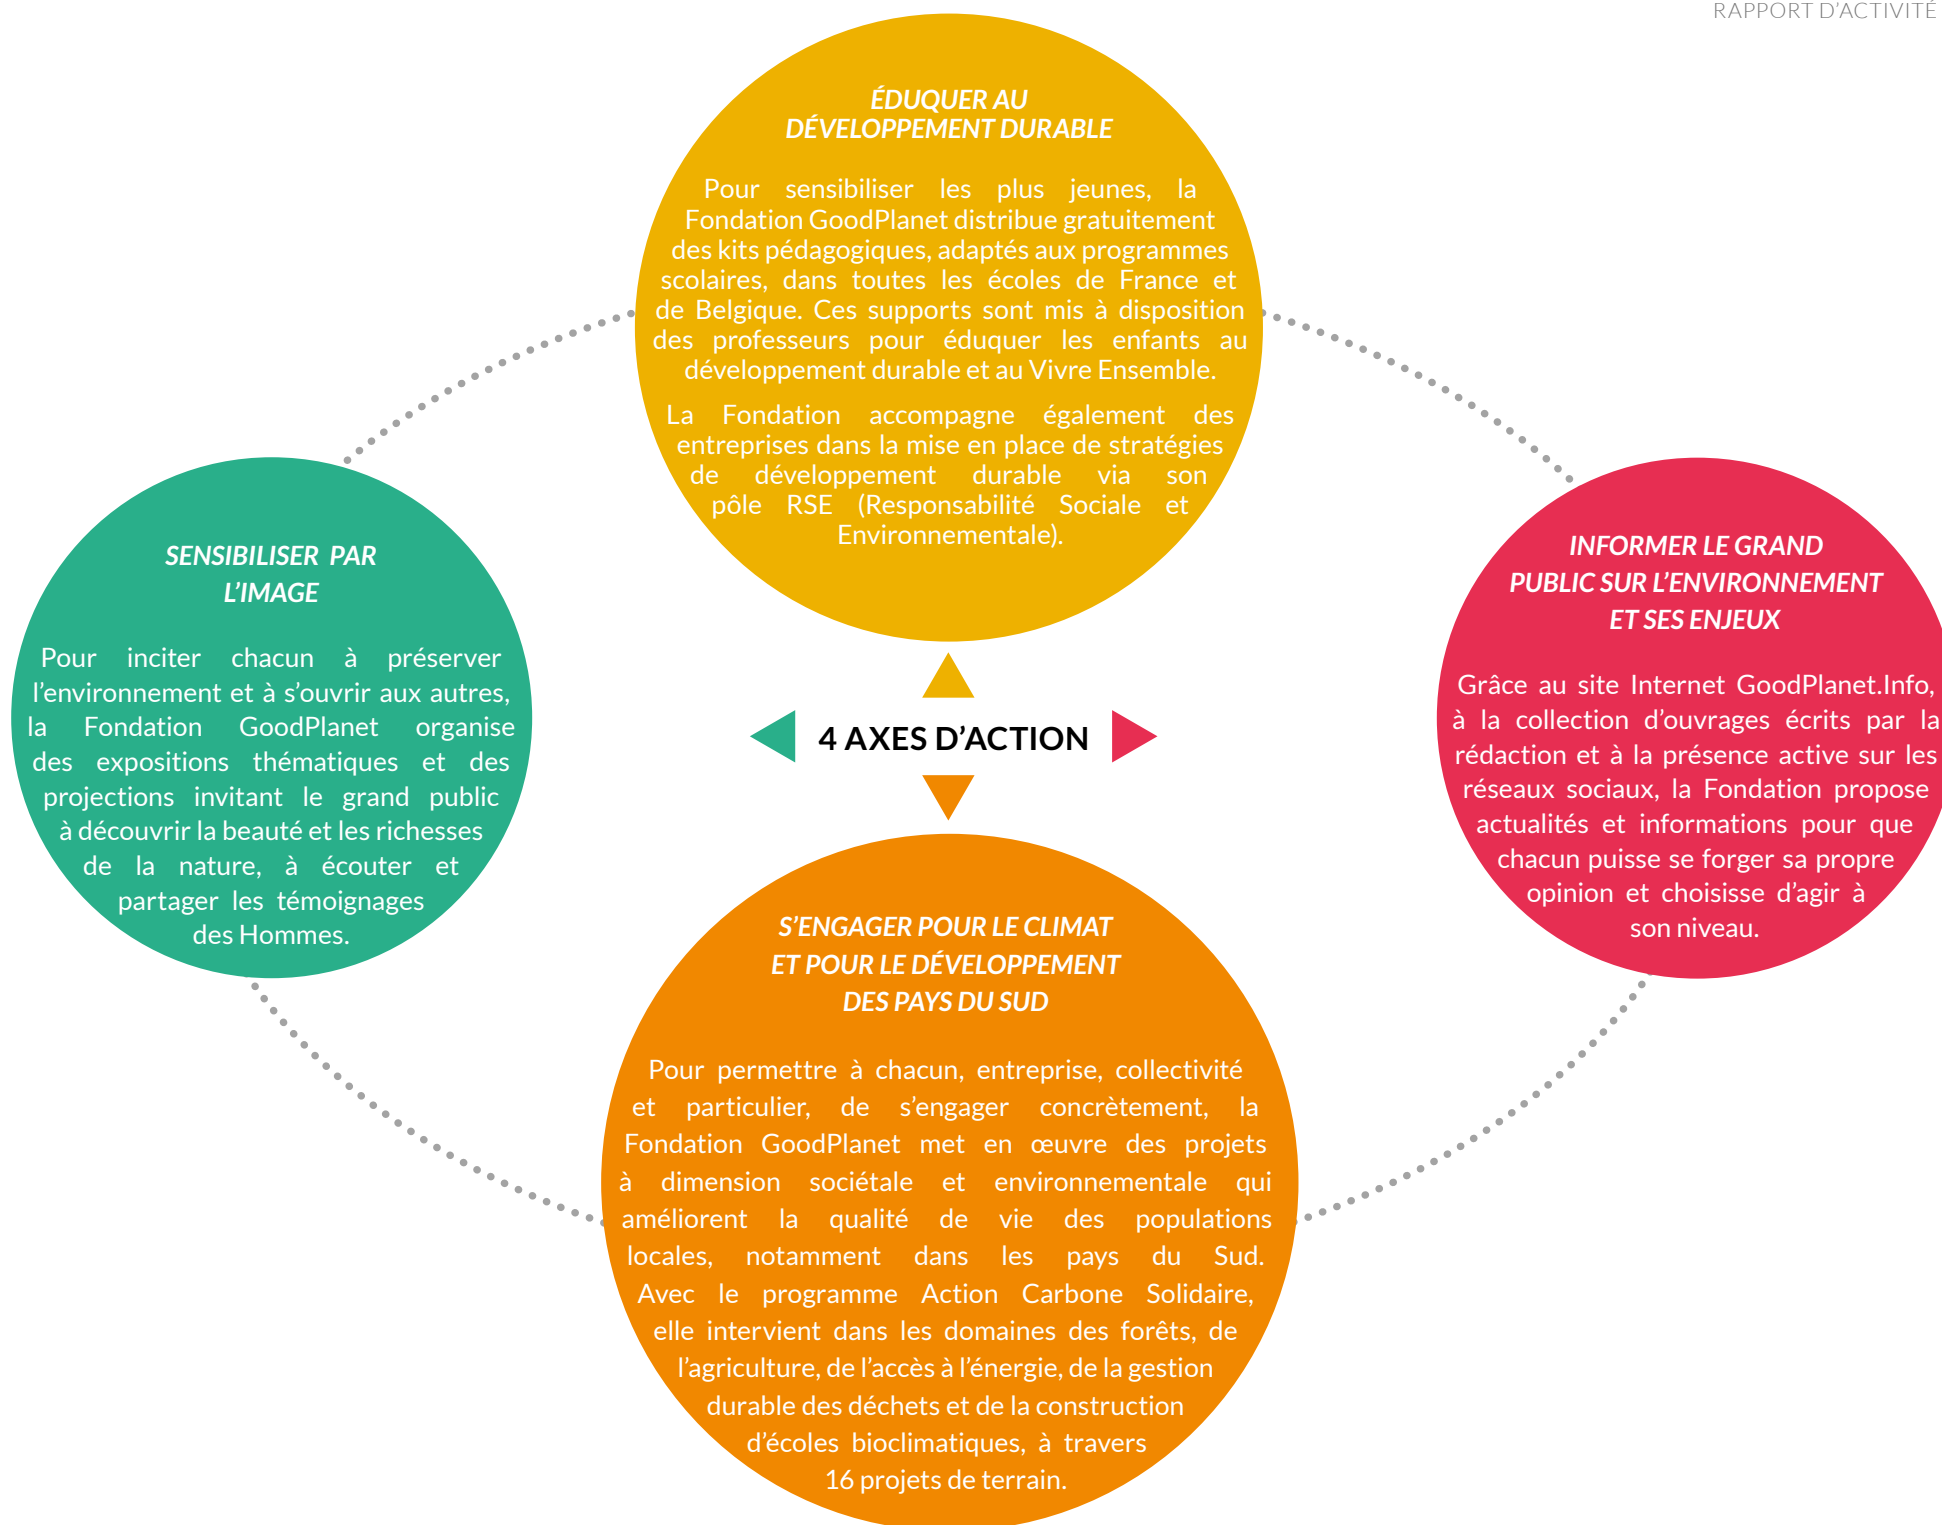 RAPPORT D'ACTIVITÉ
ÉDUQUER AU
DÉVELOPPEMENT DURABLE
Pour sensibiliser les plus jeunes, la
Fondation GoodPlanet distribue gratuitement
des kits pédagogiques, adaptés aux programmes
scolaires, dans toutes les écoles de France et
de Belgique. Ces supports sont mis à disposition
des professeurs pour éduquer les enfants au
développement durable et au Vivre Ensemble.
La Fondation accompagne également des
entreprises dans la mise en place de stratégies
de développement durable via son
pôle RSE (Responsabilité Sociale et
Environnementale).
SENSIBILISER PAR
L’IMAGE
Pour inciter chacun à préserver
l’environnement et à s’ouvrir aux autres,
la Fondation GoodPlanet organise
des expositions thématiques et des
projections invitant le grand public
à découvrir la beauté et les richesses
de la nature, à écouter et
partager les témoignages
des Hommes.
4 AXES D’ACTION
INFORMER LE GRAND
PUBLIC SUR L’ENVIRONNEMENT
ET SES ENJEUX
Grâce au site Internet GoodPlanet.Info,
à la collection d’ouvrages écrits par la
rédaction et à la présence active sur les
réseaux sociaux, la Fondation propose
actualités et informations pour que
chacun puisse se forger sa propre
opinion et choisisse d’agir à
son niveau.
S’ENGAGER POUR LE CLIMAT
ET POUR LE DÉVELOPPEMENT
DES PAYS DU SUD
Pour permettre à chacun, entreprise, collectivité
et particulier, de s’engager concrètement, la
Fondation GoodPlanet met en œuvre des projets
à dimension sociétale et environnementale qui
améliorent la qualité de vie des populations
locales, notamment dans les pays du Sud.
Avec le programme Action Carbone Solidaire,
elle intervient dans les domaines des forêts, de
l’agriculture, de l’accès à l’énergie, de la gestion
durable des déchets et de la construction
d’écoles bioclimatiques, à travers
16 projets de terrain.